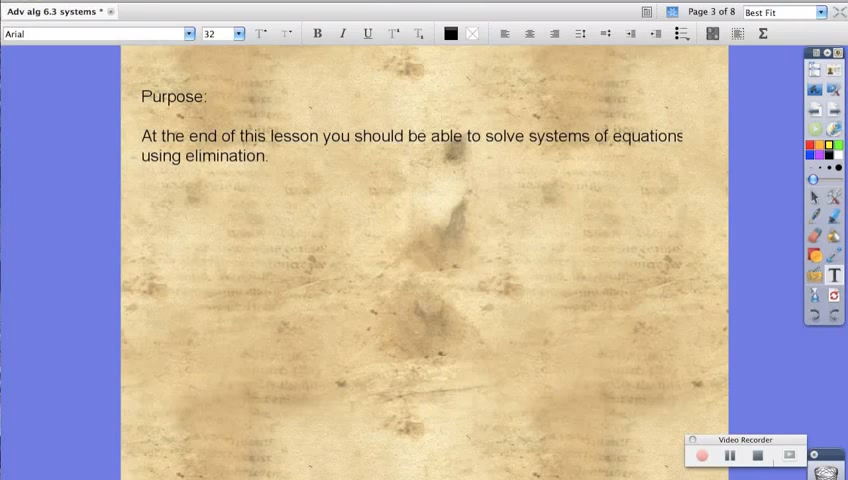 Adv alg 6.3 systems *
Page 3 of 8
Best Fit
Arial
32
B
I
U
Purpose:
At the end of this lesson you should be able to solve systems of equations
using elimination.
Video Recorder